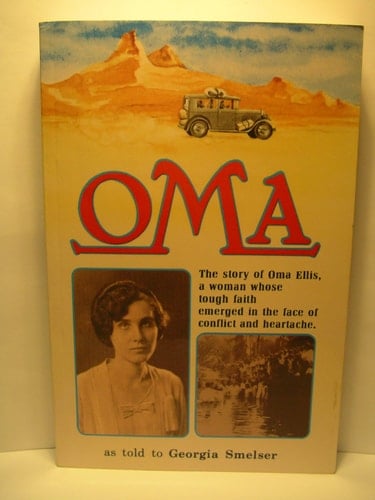 OMA
The story of Oma Ellis,
a woman whose
tough faith
emerged in the face of
conflict and heartache.
as told to Georgia Smelser